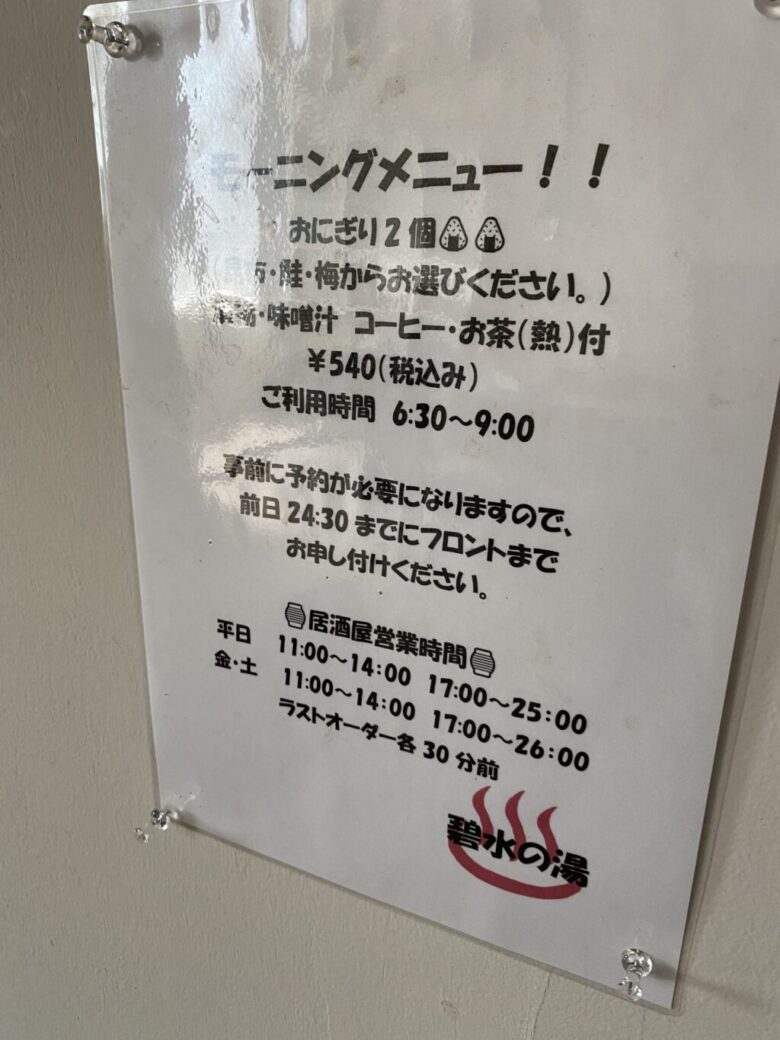 モーニングメニュー！！
おにぎり2個🍙🍙
・鮭・梅からお選びください。)
・味噌汁 コーヒー・お茶(熱)付
￥540(税込み)
ご利用時間 6:30～9:00
事前に予約が必要になりますので、
前日24:30までにフロントまで
お申し付けください。
居酒屋営業時間
平日 11:00～14:00 17:00～25:00
金・土 11:00～14:00 17:00～26:00
ラストオーダー各30分前
碧水の湯